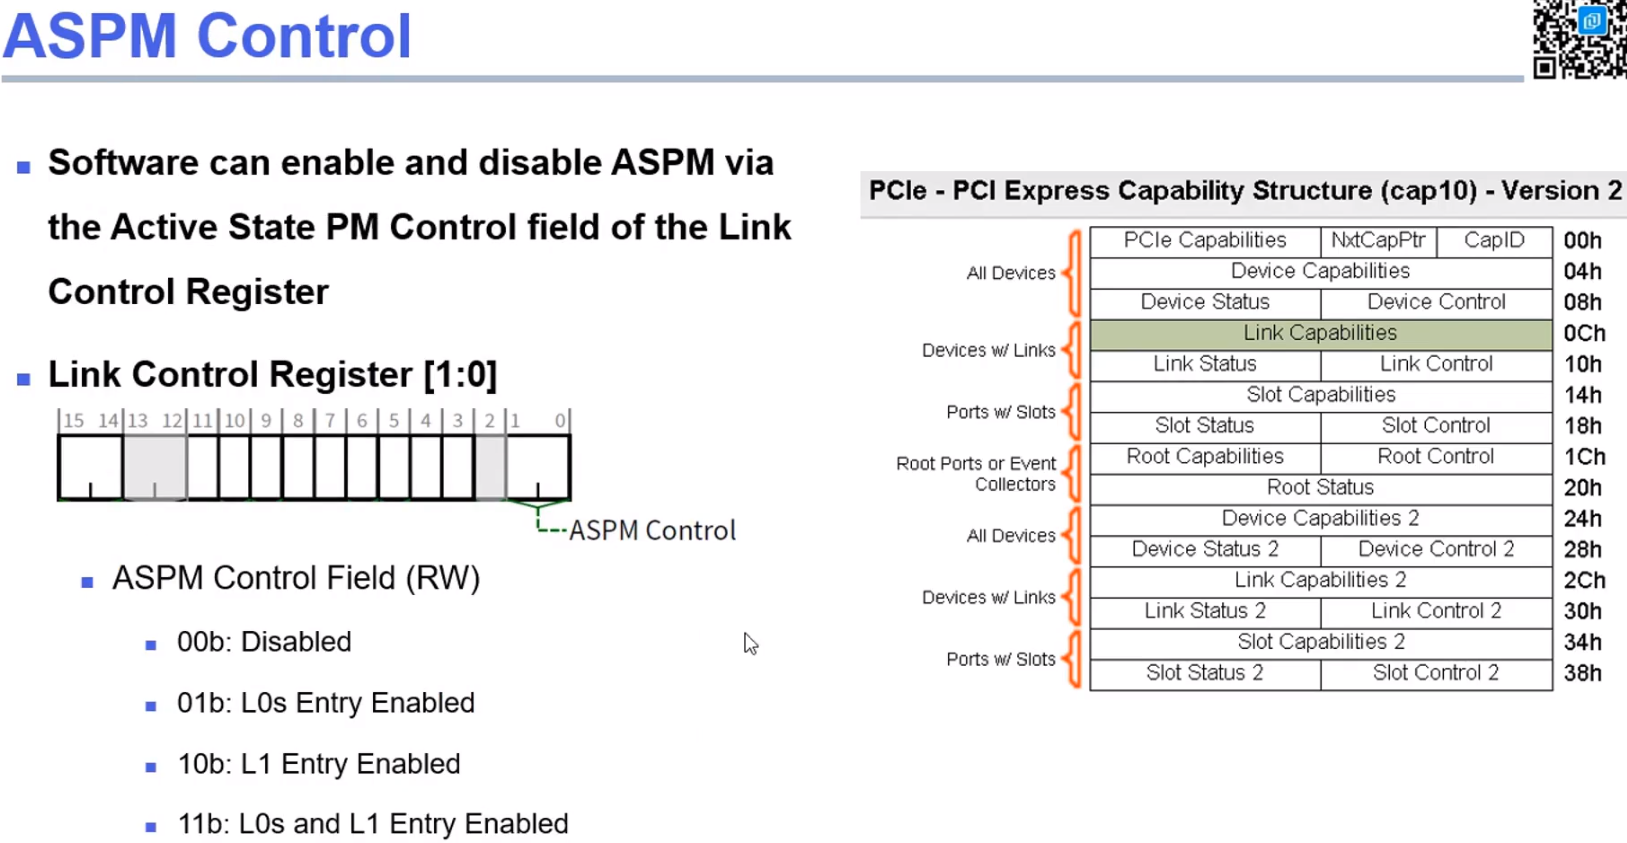 ASPM Control
Software can enable and disable ASPM via
the Active State PM Control field of the Link
Control Register
Link Control Register [1:0]
15 14 13 12 11 10 9 8 7 6 5 4 3 2 1 0
ASPM Control
ASPM Control Field (RW)
00b: Disabled
01b: L0s Entry Enabled
10b: L1 Entry Enabled
11b: L0s and L1 Entry Enabled
PCIe - PCI Express Capability Structure (cap10) - Version 2
All Devices
PCIe Capabilities NxtCapPtr CapID 00h
Device Capabilities 04h
Device Status Device Control 08h
Devices w/ Links
Link Capabilities 0Ch
Link Status Link Control 10h
Ports w/ Slots
Slot Capabilities 14h
Slot Status Slot Control 18h
Root Ports or Event
Collectors
Root Capabilities Root Control 1Ch
Root Status 20h
All Devices
Device Capabilities 2 24h
Device Status 2 Device Control 2 28h
Devices w/ Links
Link Capabilities 2 2Ch
Link Status 2 Link Control 2 30h
Ports w/ Slots
Slot Capabilities 2 34h
Slot Status 2 Slot Control 2 38h